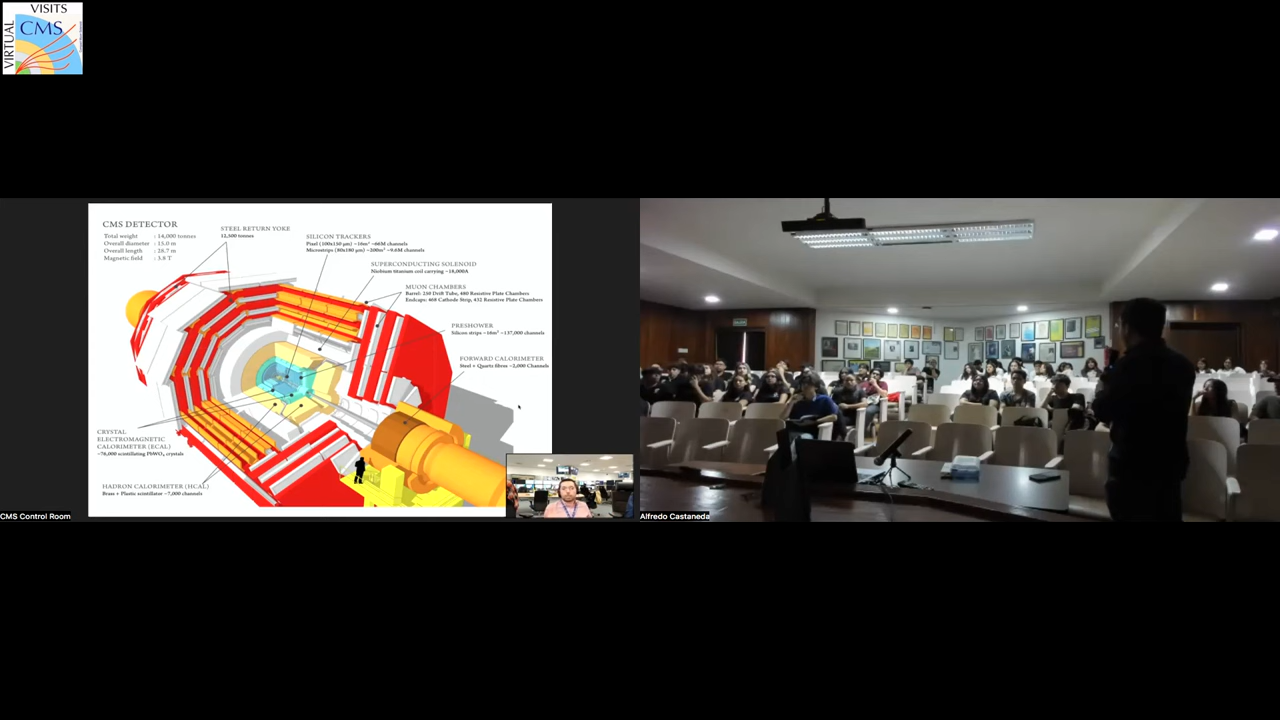 VISITS
CMS
VIRTUAL
CMS DETECTOR
Total weight : 14,000 tonnes
Overall diameter : 15.0 m
Overall length : 28.7 m
Magnetic field : 3.8 T
STEEL RETURN YOKE
12,500 tonnes
SILICON TRACKERS
Pixel (100x150 μm) ~16m² ~66M channels
Microstrips (80x180 μm) ~200m² ~9.6M channels
SUPERCONDUCTING SOLENOID
Niobium titanium coil carrying ~18,000A
MUON CHAMBERS
Barrel: 250 Drift Tube, 480 Resistive Plate Chambers
Endcaps: 468 Cathode Strip, 432 Resistive Plate Chambers
PRESHOWER
Silicon strips ~16m² ~137,000 channels
FORWARD CALORIMETER
Steel + Quartz fibres ~2,000 Channels
CRYSTAL
ELECTROMAGNETIC
CALORIMETER (ECAL)
~76,000 scintillating PbWO₄ crystals
HADRON CALORIMETER (HCAL)
Brass + Plastic scintillator ~7,000 channels
CMS Control Room
Alfredo Castaneda